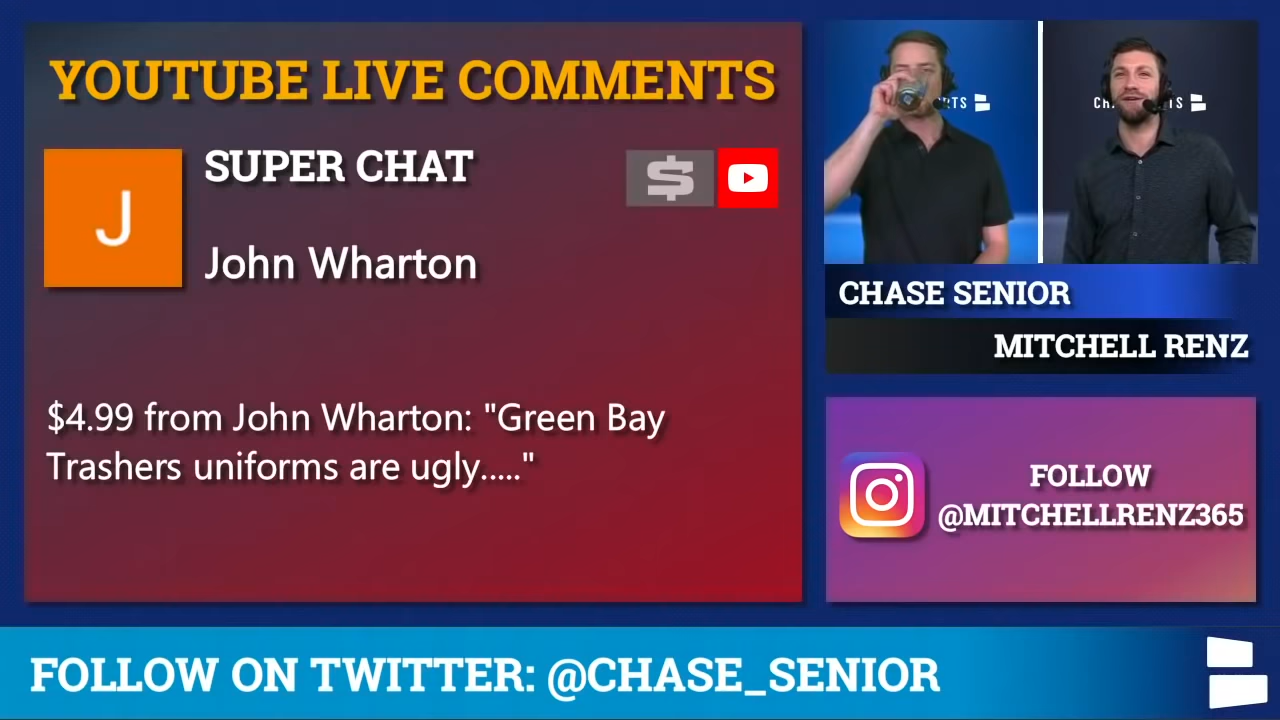 YOUTUBE LIVE COMMENTS
J
SUPER CHAT
$
John Wharton
$4.99 from John Wharton: "Green Bay
Trashers uniforms are ugly....."
CHASE SENIOR
MITCHELL RENZ
FOLLOW
@MITCHELLRENZ365
FOLLOW ON TWITTER: @CHASE_SENIOR